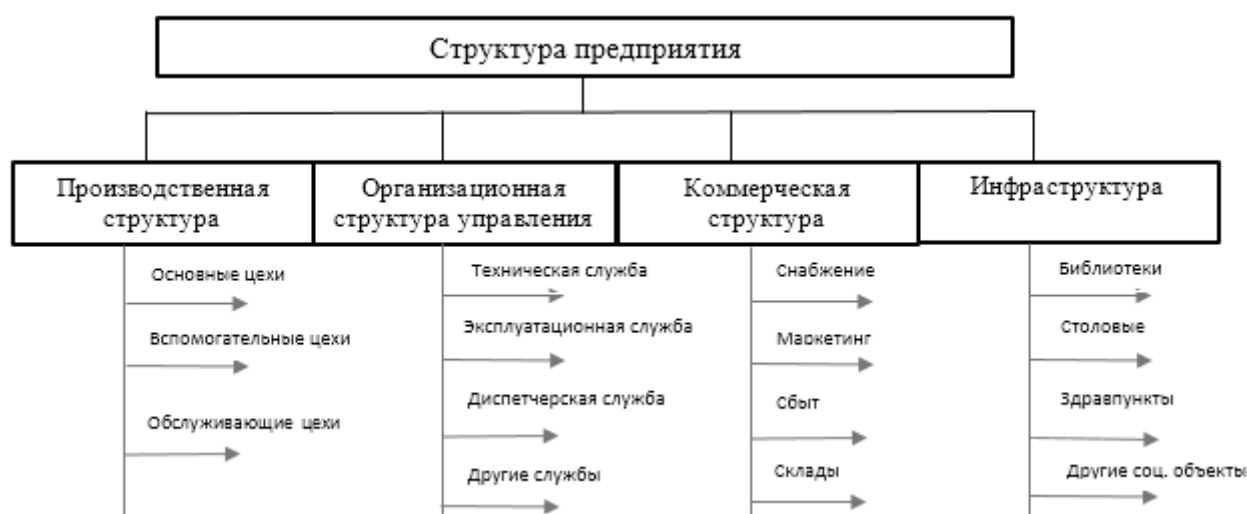 Структура предприятия
Производственная
структура
Организационная
структура управления
Коммерческая
структура
Инфраструктура
Основные цехи
Вспомогательные цехи
Обслуживающие цехи
Техническая служба
Эксплуатационная служба
Диспетчерская служба
Другие службы
Снабжение
Маркетинг
Сбыт
Склады
Библиотеки
Столовые
Здравпункты
Другие соц. объекты